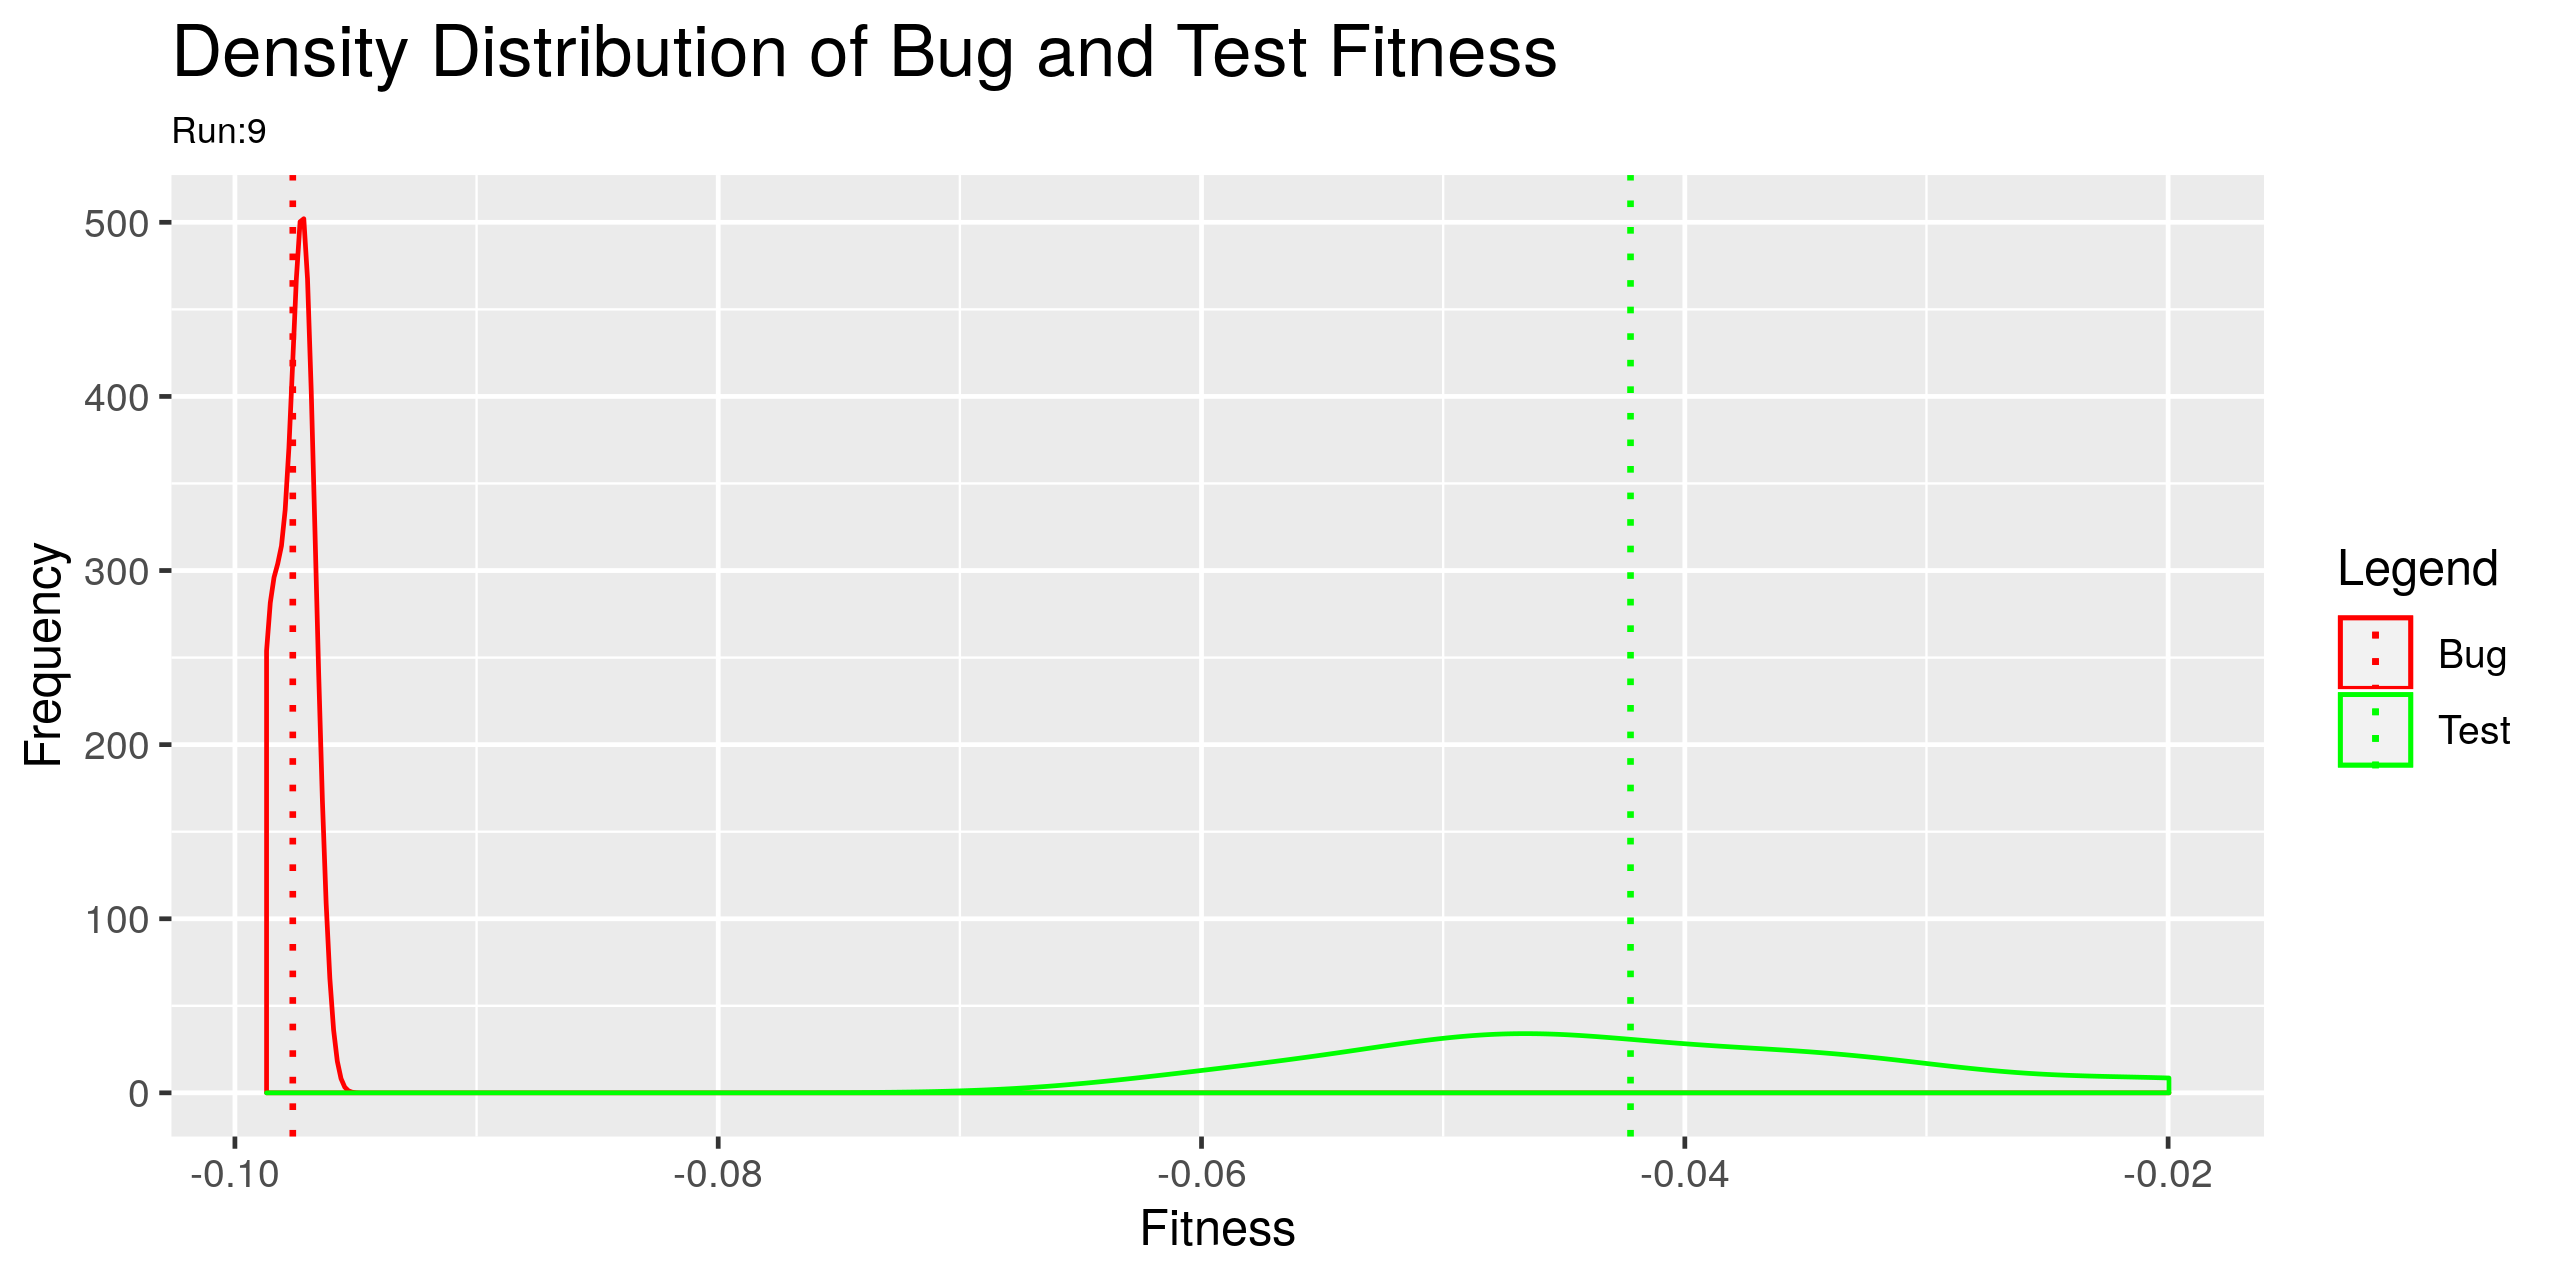 Density Distribution of Bug and Test Fitness
Run:9
500
400
300
200
100
0
Frequency
-0.10 -0.08 -0.06 -0.04 -0.02
Fitness
Legend
Bug
Test